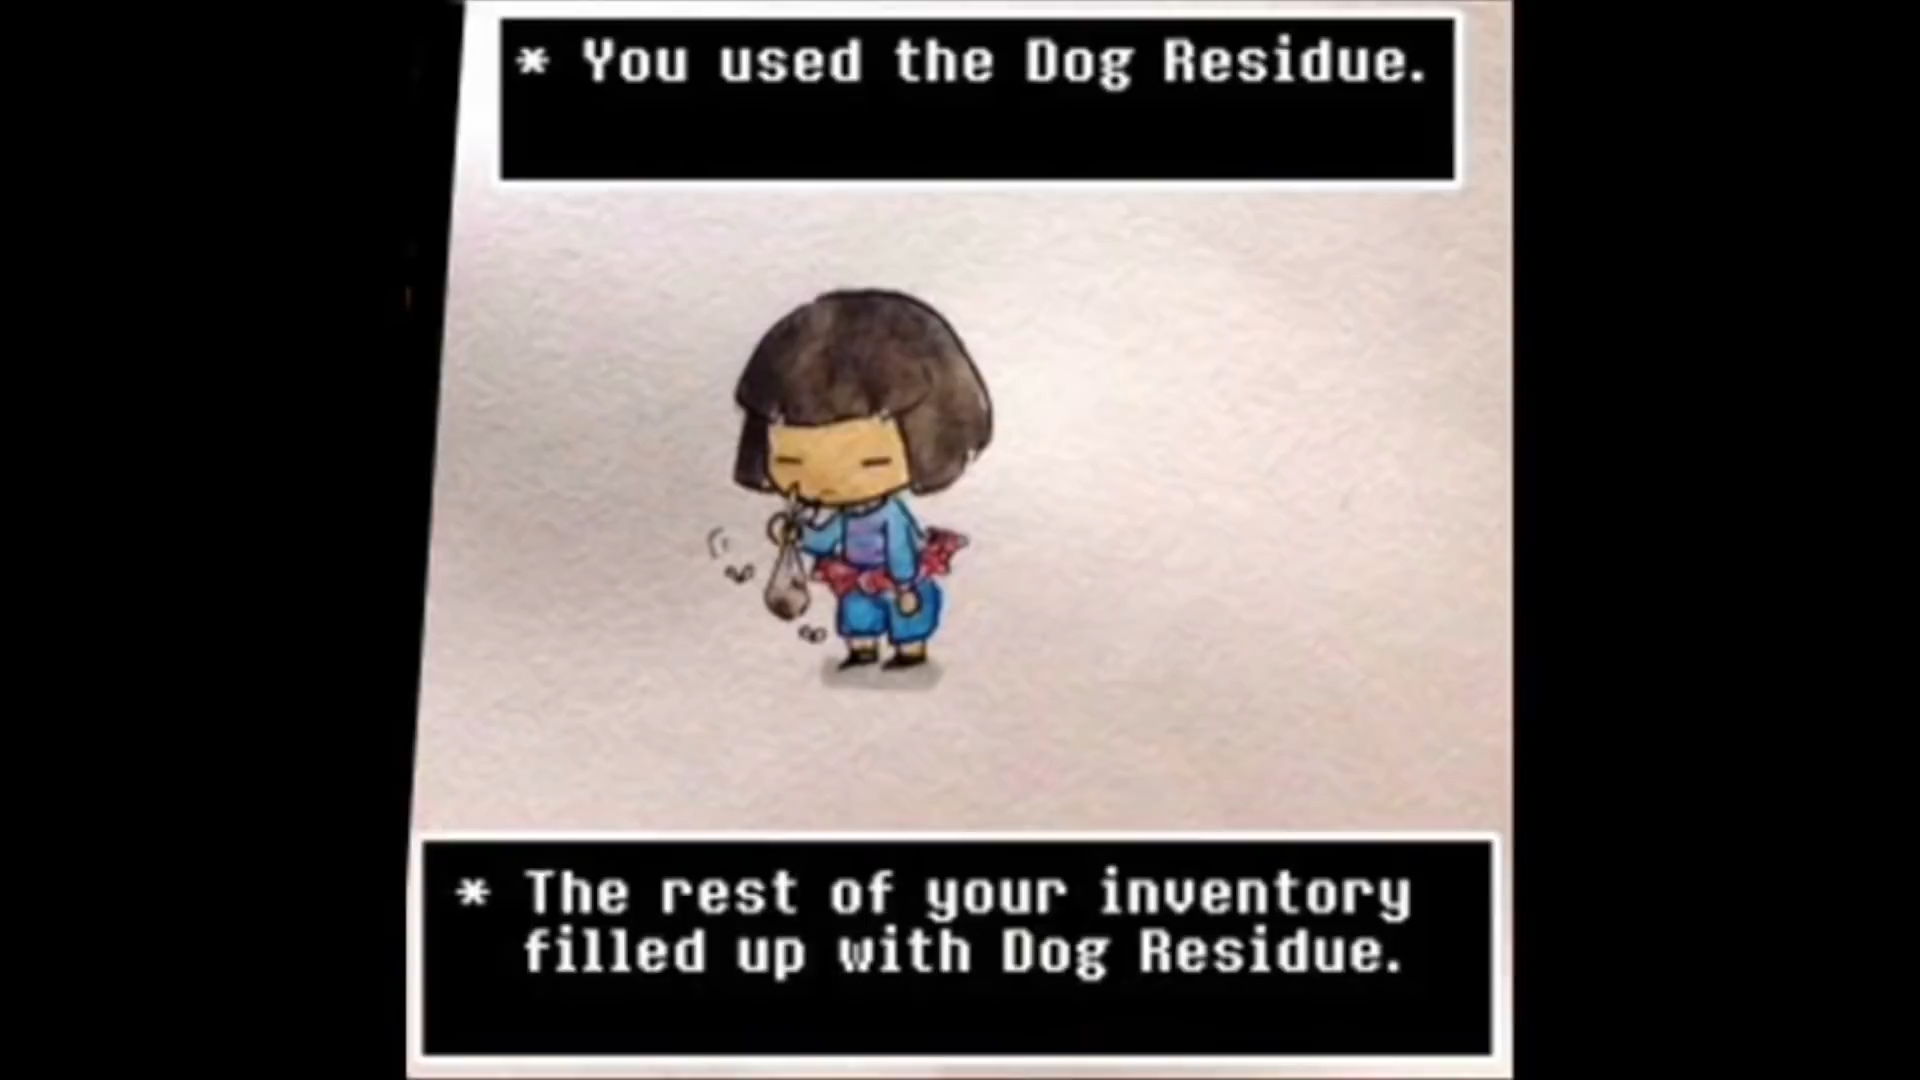 * You used the Dog Residue.
* The rest of your inventory
filled up with Dog Residue.